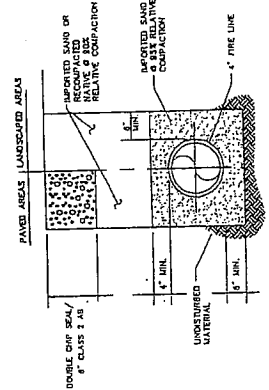 PAVED AREAS
LANDSCAPED AREAS
DOUBLE CHIP SEAL/
6" CLASS 2 AB
IMPORTED SAND OR
RECOMPACTED
NATIVE @ 90%
RELATIVE COMPACTION
6"
MIN.
IMPORTED SAND
@ 95% RELATIVE
COMPACTION
4" FIRE LINE
4" MIN.
6" MIN.
UNDISTURBED
MATERIAL